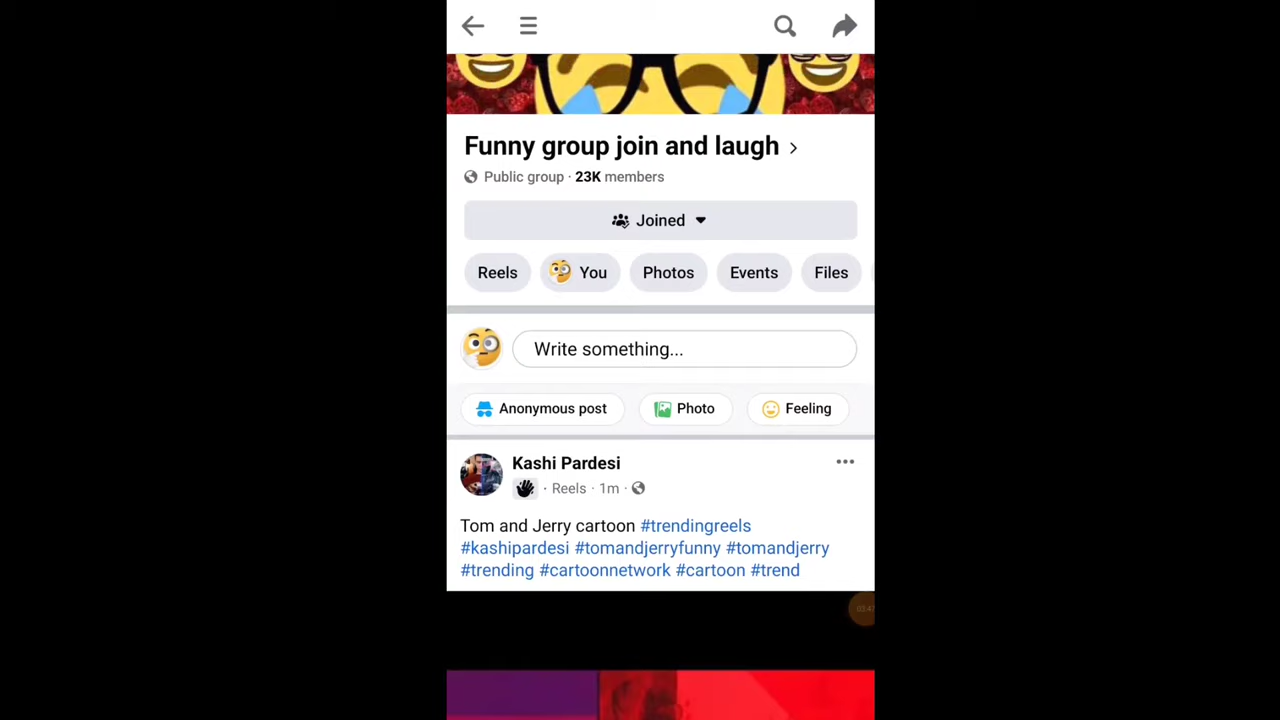 Funny group join and laugh
Public group · 23K members
Joined
Reels
You
Photos
Events
Files
Write something...
Anonymous post
Photo
Feeling
Kashi Pardesi
· Reels · 1m ·
Tom and Jerry cartoon #trendingreels
#kashipardesi #tomandjerryfunny #tomandjerry
#trending #cartoonnetwork #cartoon #trend